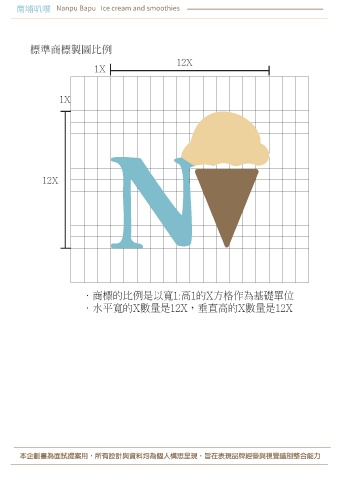 南埔叭噗 Nanpu Bapu Ice cream and smoothies
標準商標製圖比例
12X
1X
1X
12X
N
·商標的比例是以寬1:高1的X方格作為基礎單位
·水平寬的X數量是12X，垂直高的X數量是12X
本企劃書為面試提案用，所有設計與資料均為個人構思呈現，旨在表現品牌經營與視覺識別整合能力